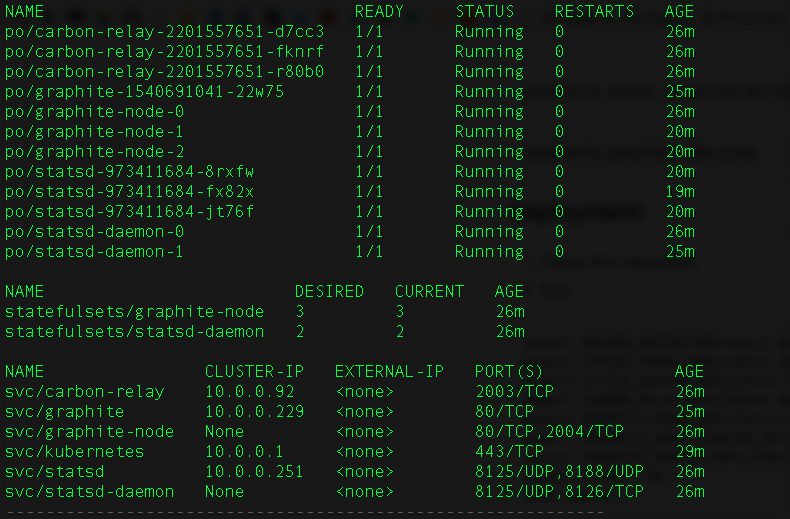 NAME READY STATUS RESTARTS AGE
po/carbon-relay-2201557651-d7cc3 1/1 Running 0 26m
po/carbon-relay-2201557651-fknrf 1/1 Running 0 26m
po/carbon-relay-2201557651-r80b0 1/1 Running 0 26m
po/graphite-1540691041-22w75 1/1 Running 0 25m
po/graphite-node-0 1/1 Running 0 26m
po/graphite-node-1 1/1 Running 0 20m
po/graphite-node-2 1/1 Running 0 20m
po/statsd-973411684-8rxfw 1/1 Running 0 20m
po/statsd-973411684-fx82x 1/1 Running 0 19m
po/statsd-973411684-jt76f 1/1 Running 0 20m
po/statsd-daemon-0 1/1 Running 0 26m
po/statsd-daemon-1 1/1 Running 0 25m
NAME DESIRED CURRENT AGE
statefulsets/graphite-node 3 3 26m
statefulsets/statsd-daemon 2 2 26m
NAME CLUSTER-IP EXTERNAL-IP PORT(S) AGE
svc/carbon-relay 10.0.0.92 <none> 2003/TCP 26m
svc/graphite 10.0.0.229 <none> 80/TCP 25m
svc/graphite-node None <none> 80/TCP,2004/TCP 26m
svc/kubernetes 10.0.0.1 <none> 443/TCP 29m
svc/statsd 10.0.0.251 <none> 8125/UDP,8188/UDP 26m
svc/statsd-daemon None <none> 8125/UDP,8126/TCP 26m
------------------------------------------------------------